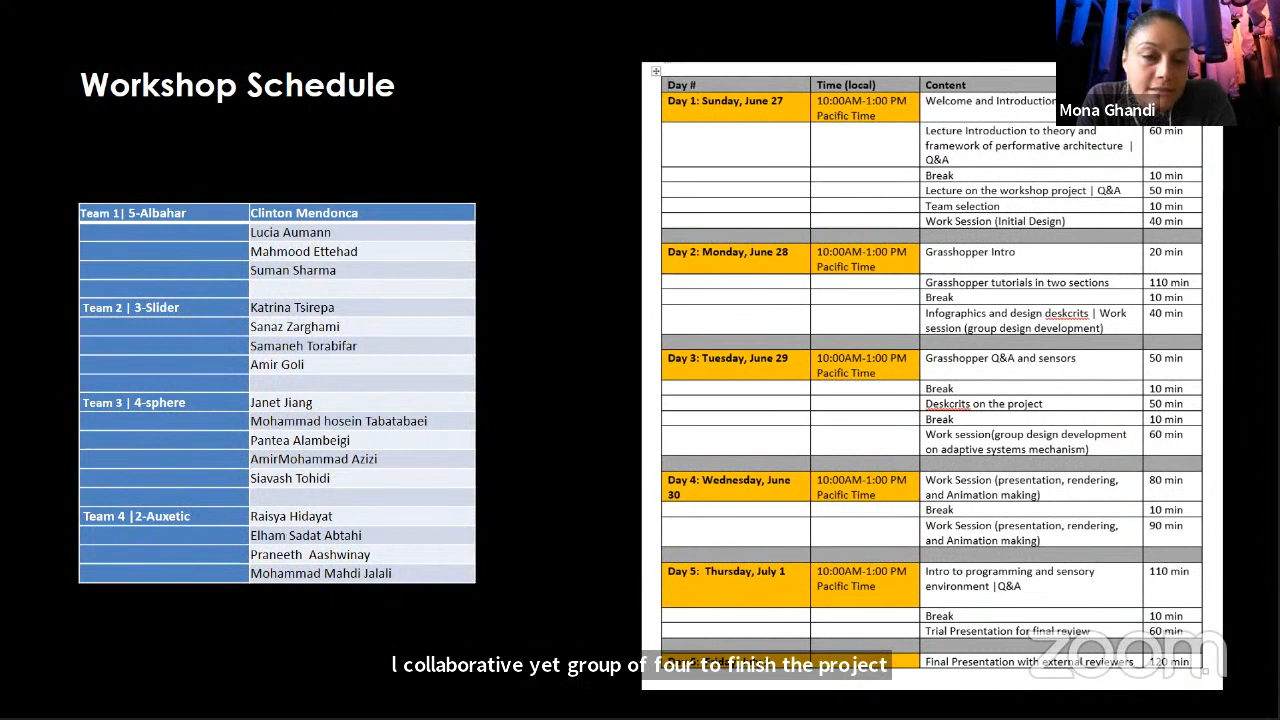 Workshop Schedule
Team 1| 5-Albahar Clinton Mendonca
Lucia Aumann
Mahmood Ettehad
Suman Sharma
Team 2 | 3-Slider Katrina Tsirepa
Sanaz Zarghami
Samaneh Torabifar
Amir Goli
Team 3 | 4-sphere Janet Jiang
Mohammad hosein Tabatabaei
Pantea Alambeigi
AmirMohammad Azizi
Siavash Tohidi
Team 4 |2-Auxetic Raisya Hidayat
Elham Sadat Abtahi
Praneeth Aashwinay
Mohammad Mahdi Jalali
Day # Time (local) Content
Day 1: Sunday, June 27 10:00AM-1:00 PM Welcome and Introduction
Pacific Time
Lecture Introduction to theory and 60 min
framework of performative architecture |
Q&A
Break 10 min
Lecture on the workshop project | Q&A 50 min
Team selection 10 min
Work Session (Initial Design) 40 min
Day 2: Monday, June 28 10:00AM-1:00 PM Grasshopper Intro 20 min
Pacific Time
Grasshopper tutorials in two sections 110 min
Break 10 min
Infographics and design deskcrits | Work 40 min
session (group design development)
Day 3: Tuesday, June 29 10:00AM-1:00 PM Grasshopper Q&A and sensors 50 min
Pacific Time
Break 10 min
Deskcrits on the project 50 min
Break 10 min
Work session(group design development 60 min
on adaptive systems mechanism)
Day 4: Wednesday, June 10:00AM-1:00 PM Work Session (presentation, rendering, 80 min
30 Pacific Time and Animation making)
Break 10 min
Work Session (presentation, rendering, 90 min
and Animation making)
Day 5: Thursday, July 1 10:00AM-1:00 PM Intro to programming and sensory 110 min
Pacific Time environment |Q&A
Break 10 min
Trial Presentation for final review 60 min
Final Presentation with external reviewers 120 min
Mona Ghandi
zoom
l collaborative yet group of four to finish the project